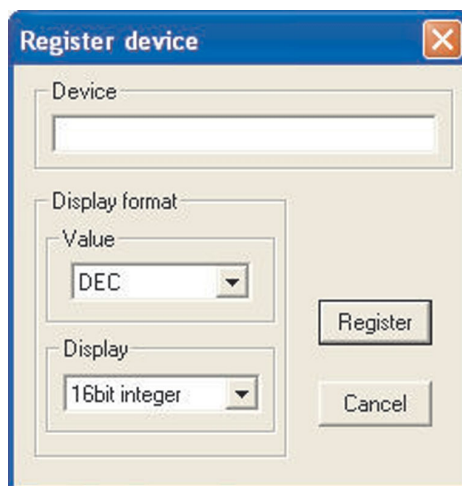 Register device
Device
Display format
Value
DEC
Display
16bit integer
Register
Cancel